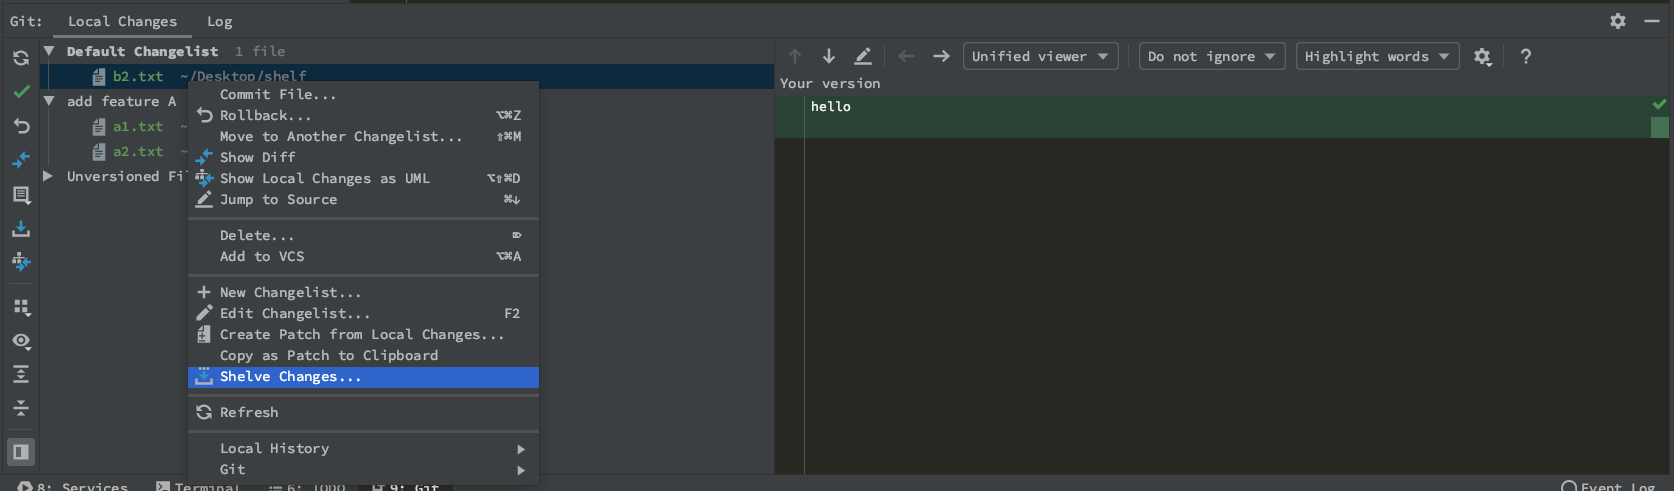 Git: Local Changes Log
Default Changelist 1 file
b2.txt ~/Desktop/shelf
add feature A
a1.txt ~
a2.txt ~
Unversioned Fil
Commit File...
Rollback... ⌥⌘Z
Move to Another Changelist... ⇧⌘M
Show Diff
Show Local Changes as UML ⌥⇧⌘D
Jump to Source ⌘↓
Delete... ⌦
Add to VCS ⌥⌘A
New Changelist...
Edit Changelist... F2
Create Patch from Local Changes...
Copy as Patch to Clipboard
Shelve Changes...
Refresh
Local History
Git
Unified viewer Do not ignore Highlight words ?
Your version
hello
8: Services Terminal 6: TODO 9: Git Event Log